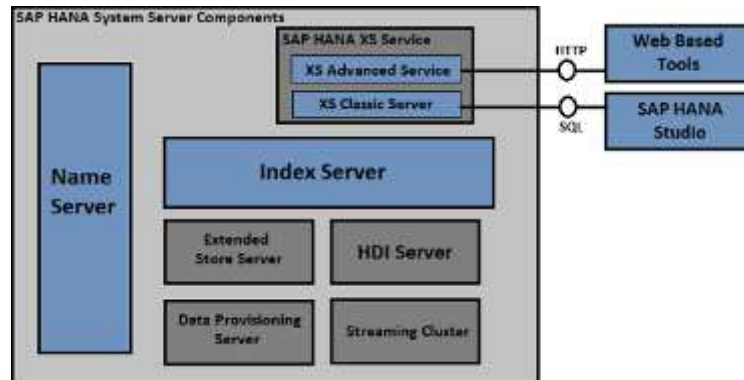 SAP HANA System Server Components
SAP HANA XS Service
XS Advanced Service
XS Classic Server
HTTP
SQL
Web Based
Tools
SAP HANA
Studio
Name
Server
Index Server
Extended
Store Server
HDI Server
Data Provisioning
Server
Streaming Cluster